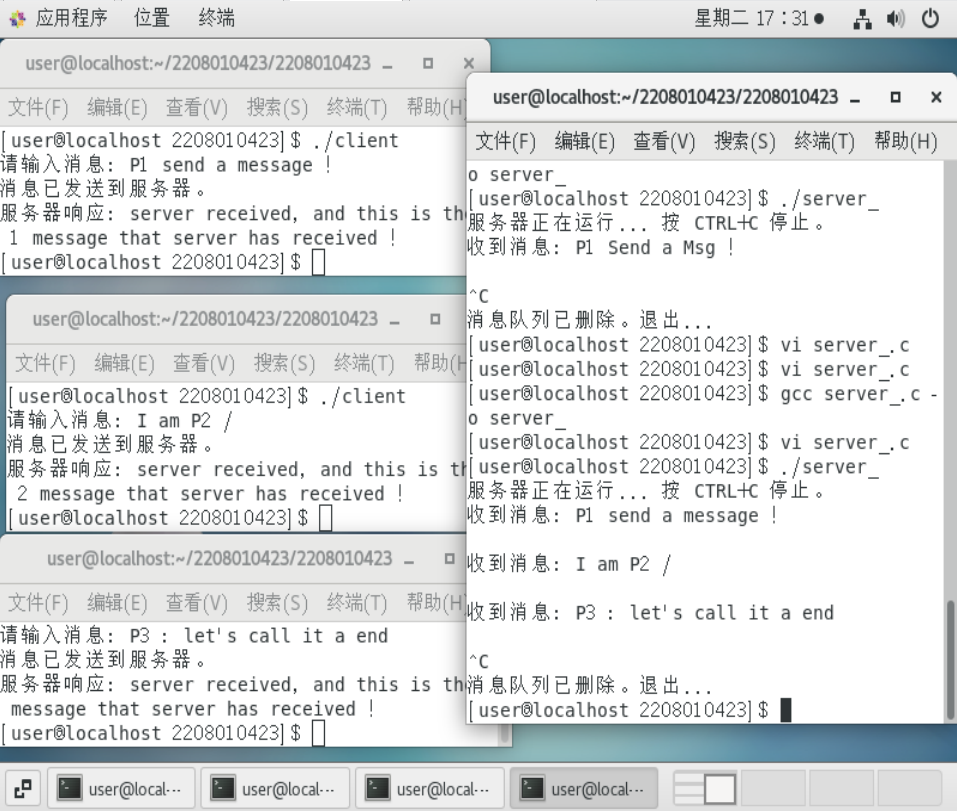 应用程序 位置 终端 星期二 17：31
user@localhost:~/2208010423/2208010423
文件(F) 编辑(E) 查看(V) 搜索(S) 终端(T) 帮助(H
[user@localhost 2208010423]$ ./client
请输入消息: P1 send a message !
消息已发送到服务器。
服务器响应: server received, and this is the
1 message that server has received !
[user@localhost 2208010423]$
user@localhost:~/2208010423/2208010423
文件(F) 编辑(E) 查看(V) 搜索(S) 终端(T) 帮助(H
[user@localhost 2208010423]$ ./client
请输入消息: I am P2 /
消息已发送到服务器。
服务器响应: server received, and this is th
2 message that server has received !
[user@localhost 2208010423]$
user@localhost:~/2208010423/2208010423
文件(F) 编辑(E) 查看(V) 搜索(S) 终端(T) 帮助(H
请输入消息: P3 : let's call it a end
消息已发送到服务器。
服务器响应: server received, and this is the
message that server has received !
[user@localhost 2208010423]$
user@localhost:~/2208010423/2208010423
文件(F) 编辑(E) 查看(V) 搜索(S) 终端(T) 帮助(H)
o server_
[user@localhost 2208010423]$ ./server_
服务器正在运行... 按 CTRL+C 停止。
收到消息: P1 Send a Msg !
^C
消息队列已删除。退出...
[user@localhost 2208010423]$ vi server_.c
[user@localhost 2208010423]$ vi server_.c
[user@localhost 2208010423]$ gcc server_.c -
o server_
[user@localhost 2208010423]$ vi server_.c
[user@localhost 2208010423]$ ./server_
服务器正在运行... 按 CTRL+C 停止。
收到消息: P1 send a message !
收到消息: I am P2 /
收到消息: P3 : let's call it a end
^C
消息队列已删除。退出...
[user@localhost 2208010423]$
user@local··· user@local··· user@local··· user@local···